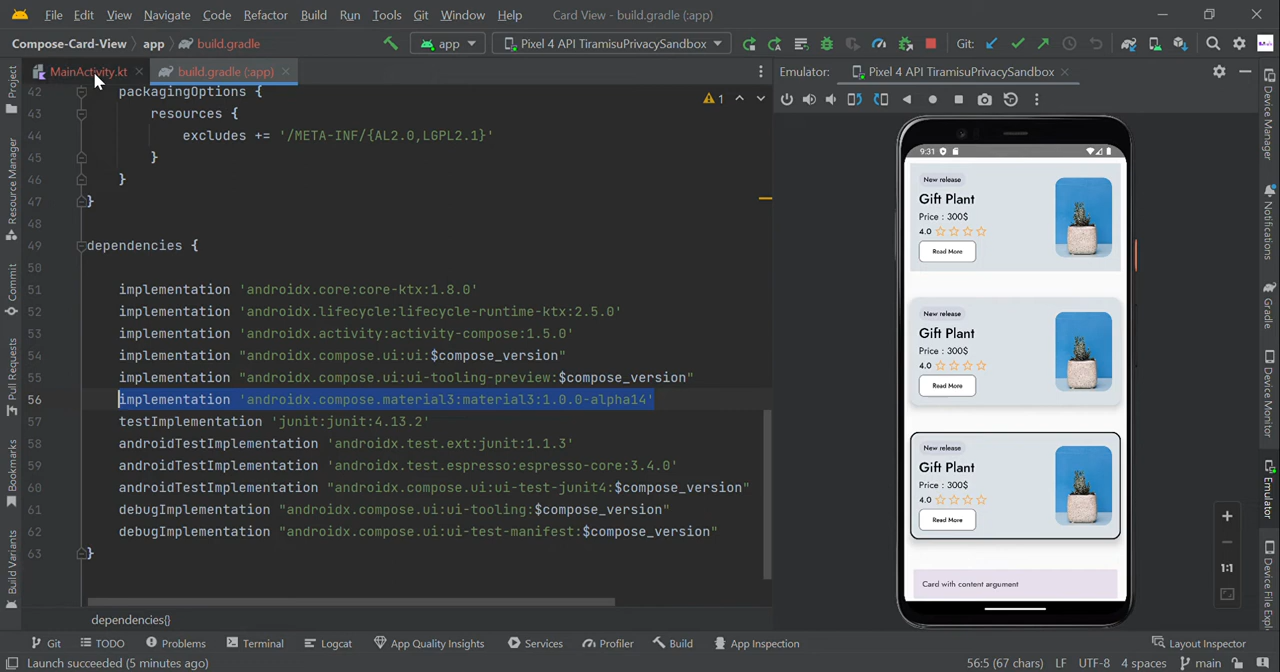 File Edit View Navigate Code Refactor Build Run Tools Git Window Help Card View - build.gradle (:app)
Compose-Card-View app build.gradle app Pixel 4 API TiramisuPrivacySandbox Git:
MainActivity.kt build.gradle (:app) Emulator: Pixel 4 API TiramisuPrivacySandbox
42 packagingOptions {
43 resources {
44 excludes += '/META-INF/{AL2.0,LGPL2.1}'
45 }
46 }
47 }
48
49 dependencies {
50
51 implementation 'androidx.core:core-ktx:1.8.0'
52 implementation 'androidx.lifecycle:lifecycle-runtime-ktx:2.5.0'
53 implementation 'androidx.activity:activity-compose:1.5.0'
54 implementation "androidx.compose.ui:ui:$compose_version"
55 implementation "androidx.compose.ui:ui-tooling-preview:$compose_version"
56 implementation 'androidx.compose.material3:material3:1.0.0-alpha14'
57 testImplementation 'junit:junit:4.13.2'
58 androidTestImplementation 'androidx.test.ext:junit:1.1.3'
59 androidTestImplementation 'androidx.test.espresso:espresso-core:3.4.0'
60 androidTestImplementation "androidx.compose.ui:ui-test-junit4:$compose_version"
61 debugImplementation "androidx.compose.ui:ui-tooling:$compose_version"
62 debugImplementation "androidx.compose.ui:ui-test-manifest:$compose_version"
63 }
dependencies{}
1
Project
Resource Manager
Commit
Pull Requests
Bookmarks
Build Variants
9:31
New release
Gift Plant
Price : 300$
4.0
Read More
New release
Gift Plant
Price : 300$
4.0
Read More
New release
Gift Plant
Price : 300$
4.0
Read More
Card with content argument
1:1
Device Manager
Notifications
Gradle
Device Monitor
Emulator
Device File Explo
Git TODO Problems Terminal Logcat App Quality Insights Services Profiler Build App Inspection Layout Inspector
Launch succeeded (5 minutes ago) 56:5 (67 chars) LF UTF-8 4 spaces main